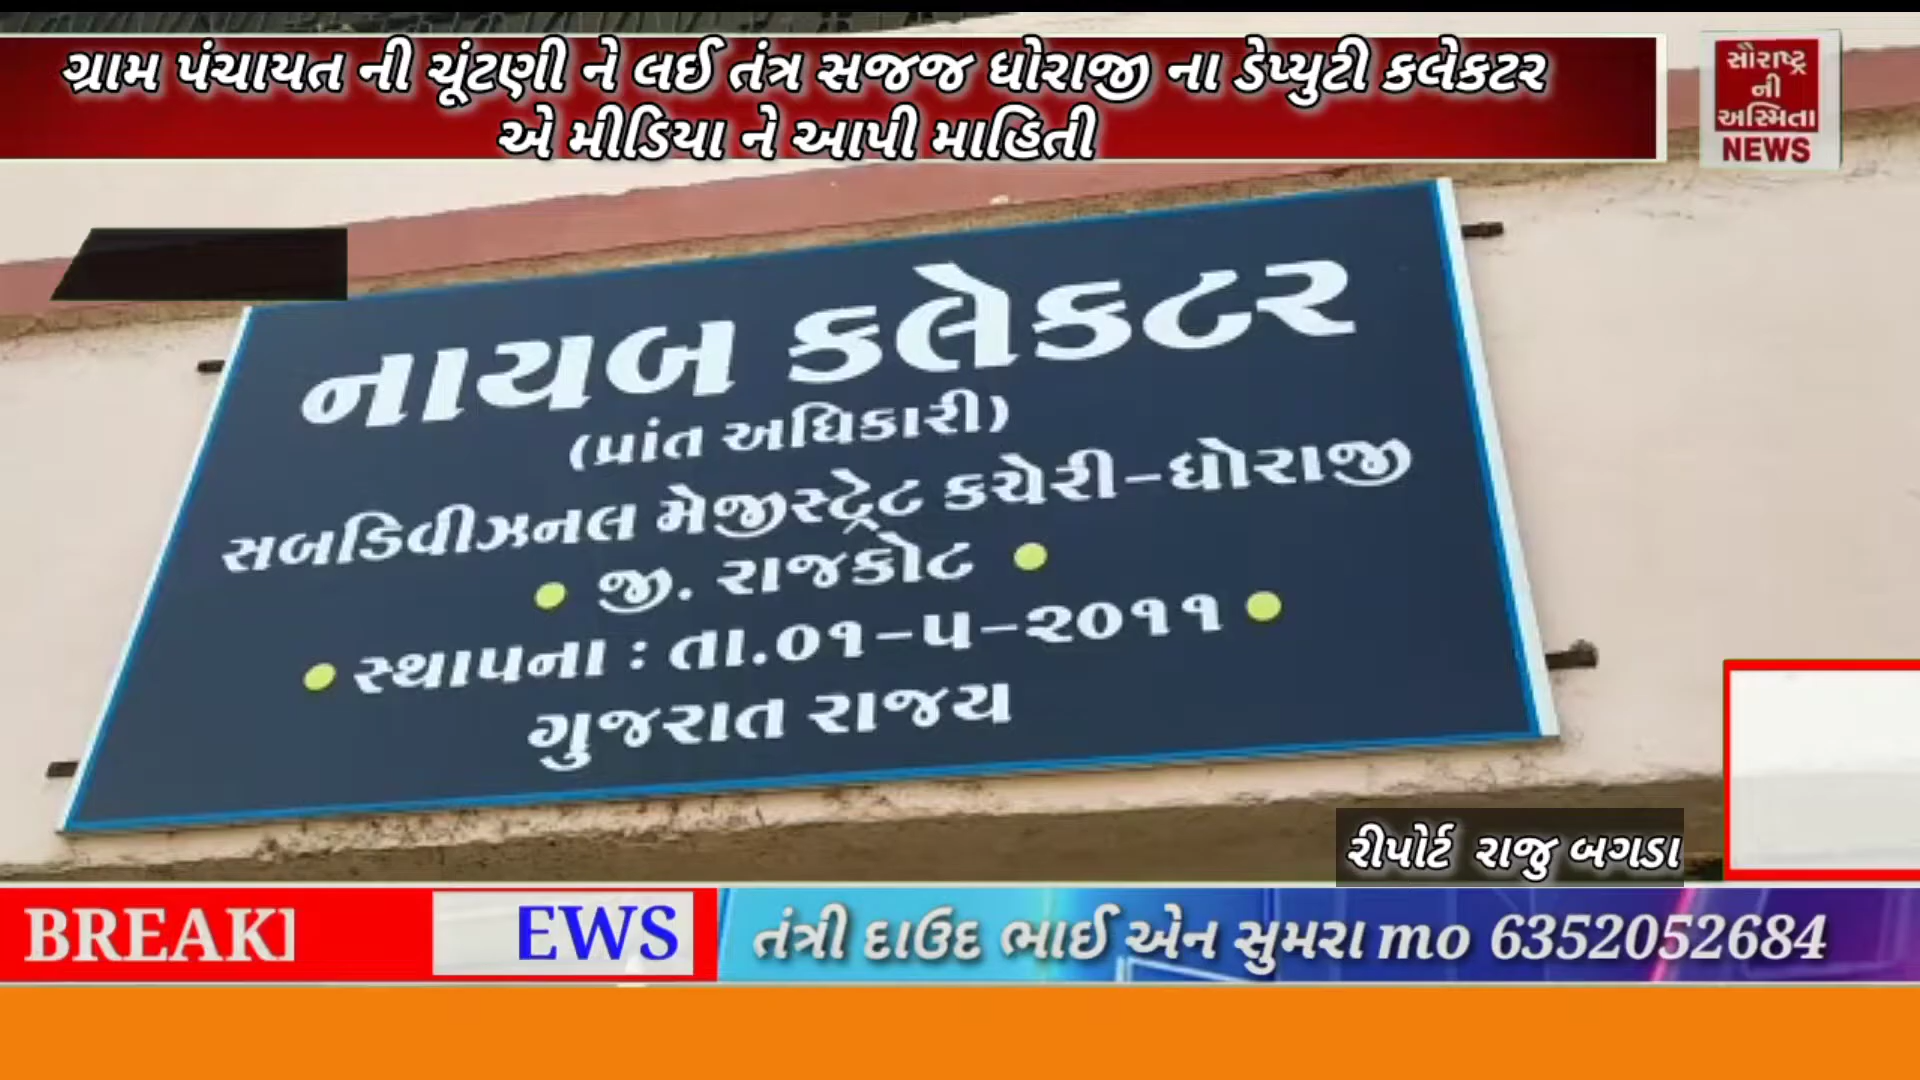 ગ્રામ પંચાયત ની ચૂંટણી ને લઈ તંત્ર સજજ ધોરાજી ના ડેપ્યુટી કલેકટર
એ મીડિયા ને આપી માહિતી
સૌરાષ્ટ્ર
ની
અસ્મિતા
NEWS
નાયબ કલેકટર
(પ્રાંત અધિકારી)
સબડિવીઝનલ મેજીસ્ટ્રેટ કચેરી-ધોરાજી
• જી. રાજકોટ •
• સ્થાપના : તા.૦૧-૫-૨૦૧૧ •
ગુજરાત રાજય
રીપોર્ટ રાજુ બગડા
BREAKI EWS
તંત્રી દાઉદ ભાઈ એન સુમરા mo 6352052684